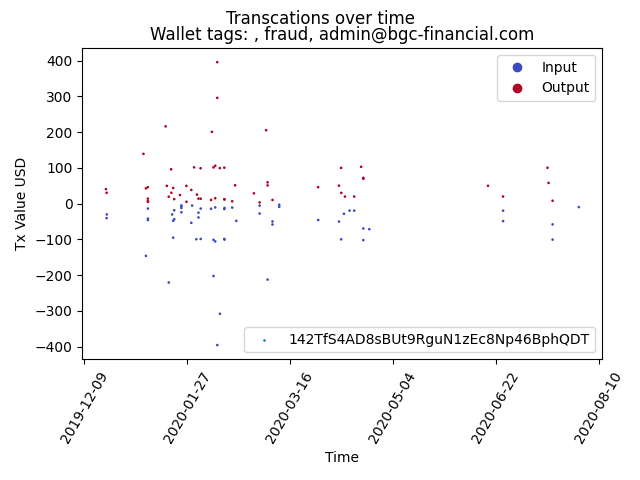 Transcations over time
Wallet tags: , fraud, admin@bgc-financial.com
Tx Value USD
400
300
200
100
0
−100
−200
−300
−400
Input
Output
142TfS4AD8sBUt9RguN1zEc8Np46BphQDT
2019-12-09
2020-01-27
2020-03-16
2020-05-04
2020-06-22
2020-08-10
Time